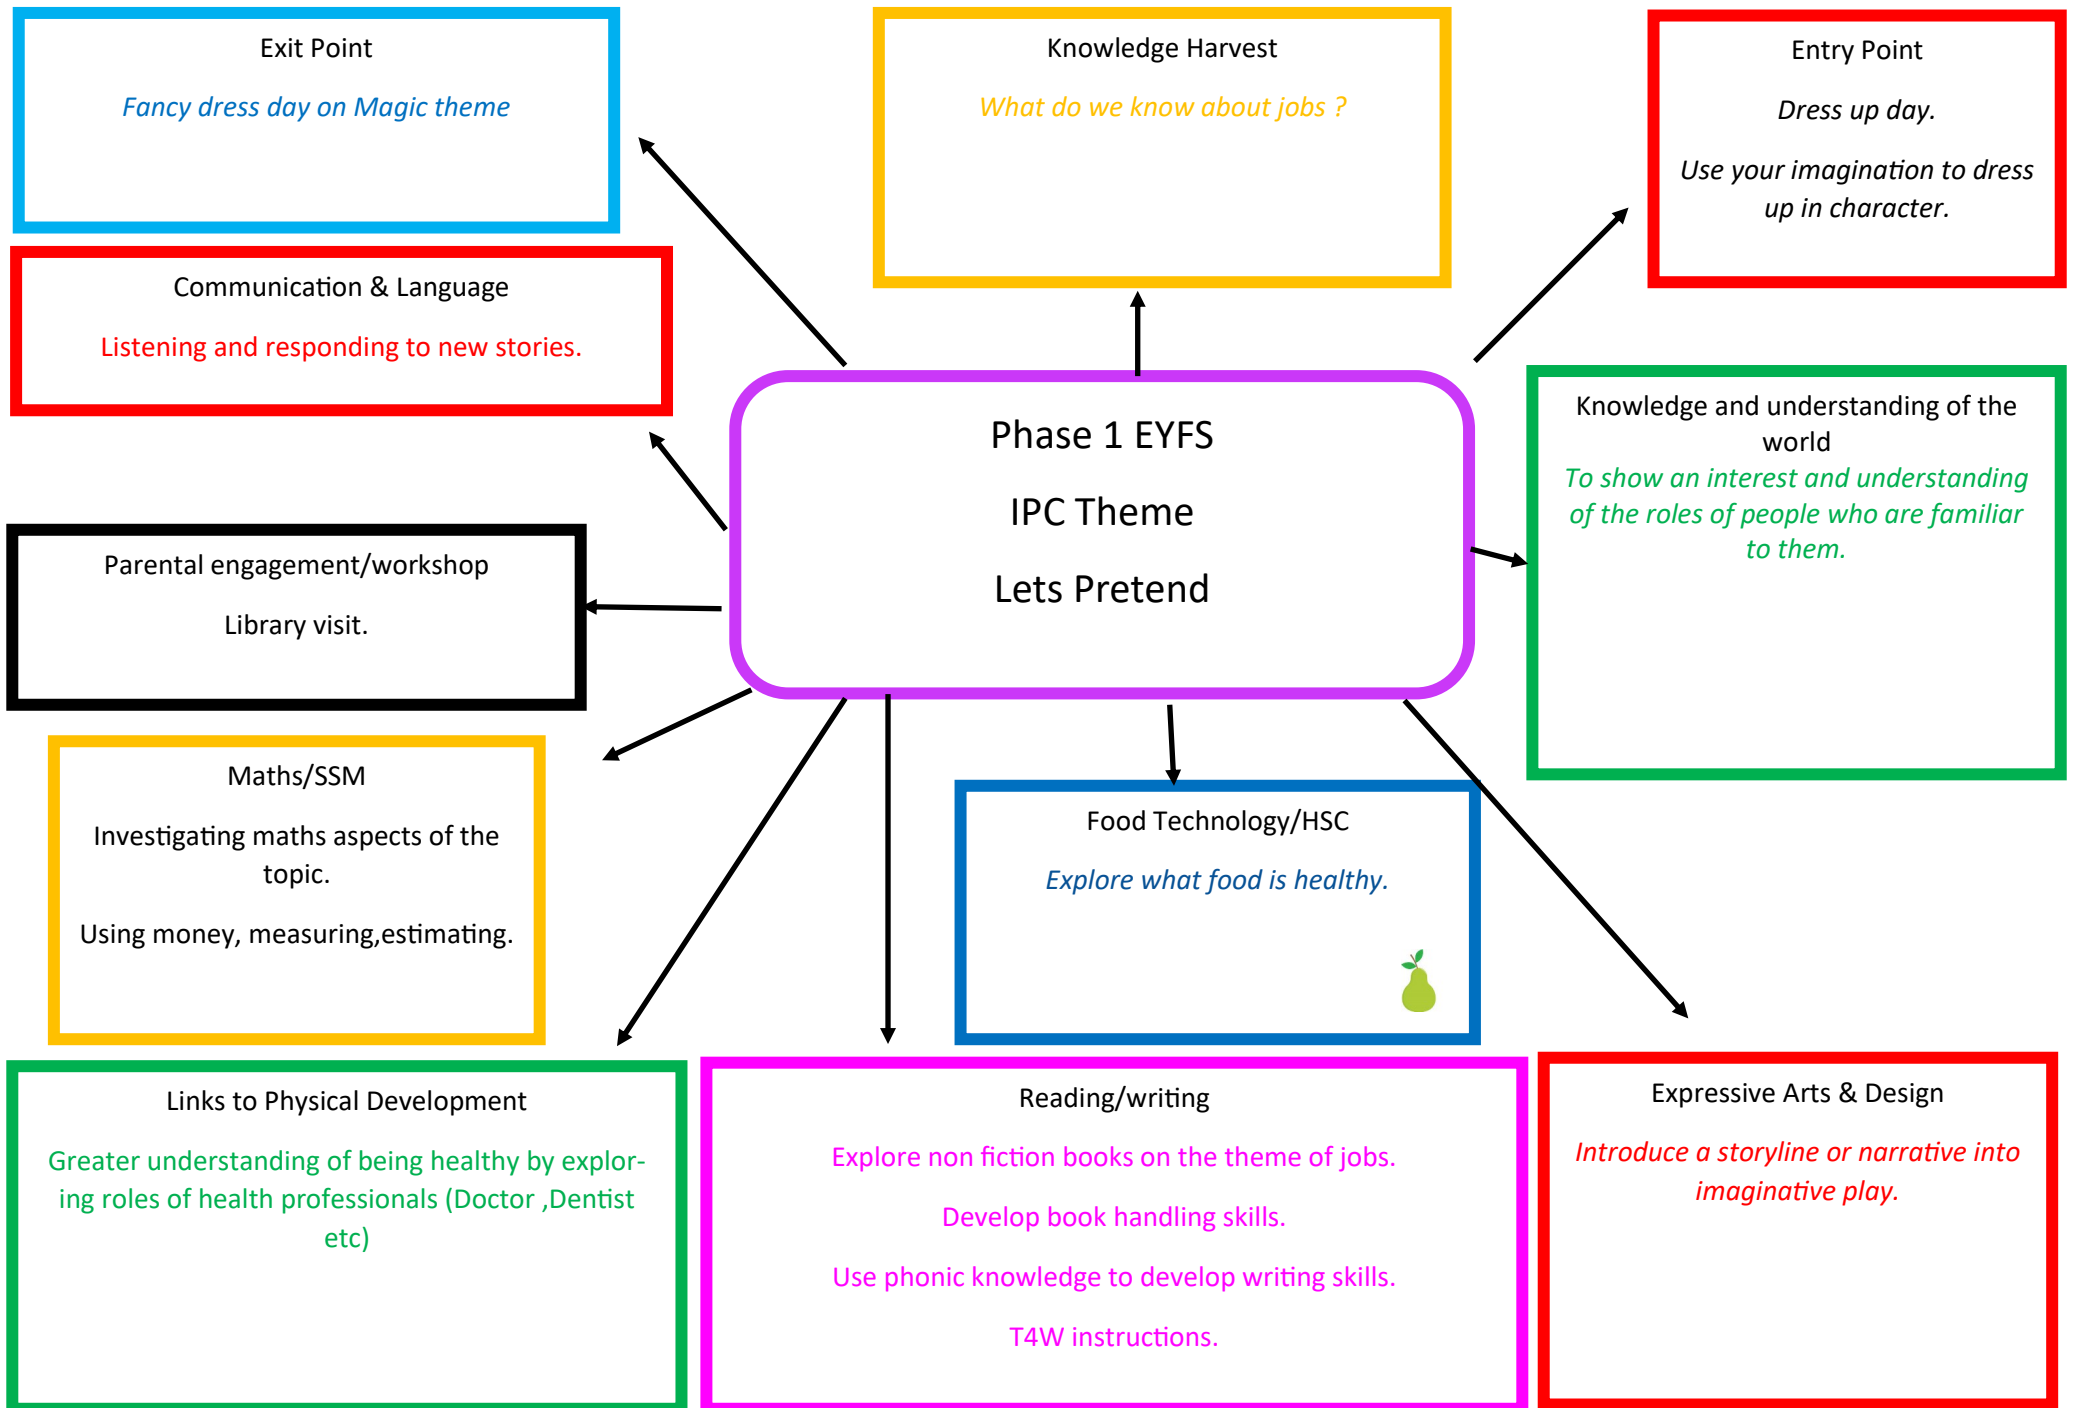 Exit Point
Fancy dress day on Magic theme
Knowledge Harvest
What do we know about jobs ?
Entry Point
Dress up day.
Use your imagination to dress
up in character.
Communication & Language
Listening and responding to new stories.
Phase 1 EYFS
IPC Theme
Lets Pretend
Knowledge and understanding of the
world
To show an interest and understanding
of the roles of people who are familiar
to them.
Parental engagement/workshop
Library visit.
Maths/SSM
Investigating maths aspects of the
topic.
Using money, measuring,estimating.
Food Technology/HSC
Explore what food is healthy.
Links to Physical Development
Greater understanding of being healthy by explor-
ing roles of health professionals (Doctor ,Dentist
etc)
Reading/writing
Explore non fiction books on the theme of jobs.
Develop book handling skills.
Use phonic knowledge to develop writing skills.
T4W instructions.
Expressive Arts & Design
Introduce a storyline or narrative into
imaginative play.